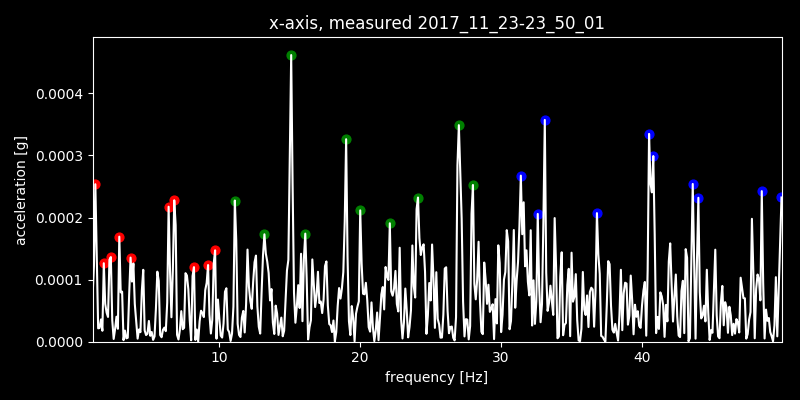 x-axis, measured 2017_11_23-23_50_01
acceleration [g]
0.0004
0.0003
0.0002
0.0001
0.0000
10 20 30 40
frequency [Hz]